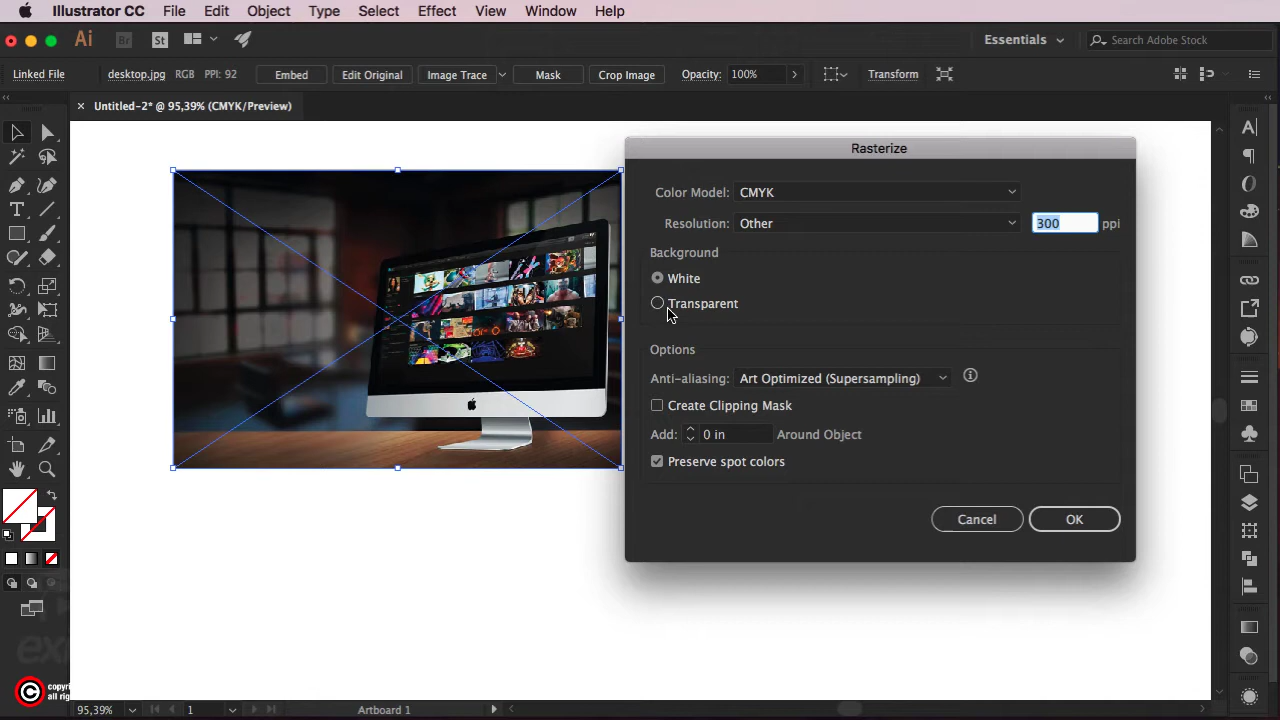 Illustrator CC File Edit Object Type Select Effect View Window Help
Ai Br St Essentials Search Adobe Stock
Linked File desktop.jpg RGB PPI: 92 Embed Edit Original Image Trace Mask Crop Image Opacity: 100% Transform
Untitled-2* @ 95,39% (CMYK/Preview)
Rasterize
Color Model: CMYK
Resolution: Other 300 ppi
Background
White
Transparent
Options
Anti-aliasing: Art Optimized (Supersampling)
Create Clipping Mask
Add: 0 in Around Object
Preserve spot colors
Cancel OK
95,39% 1 Artboard 1